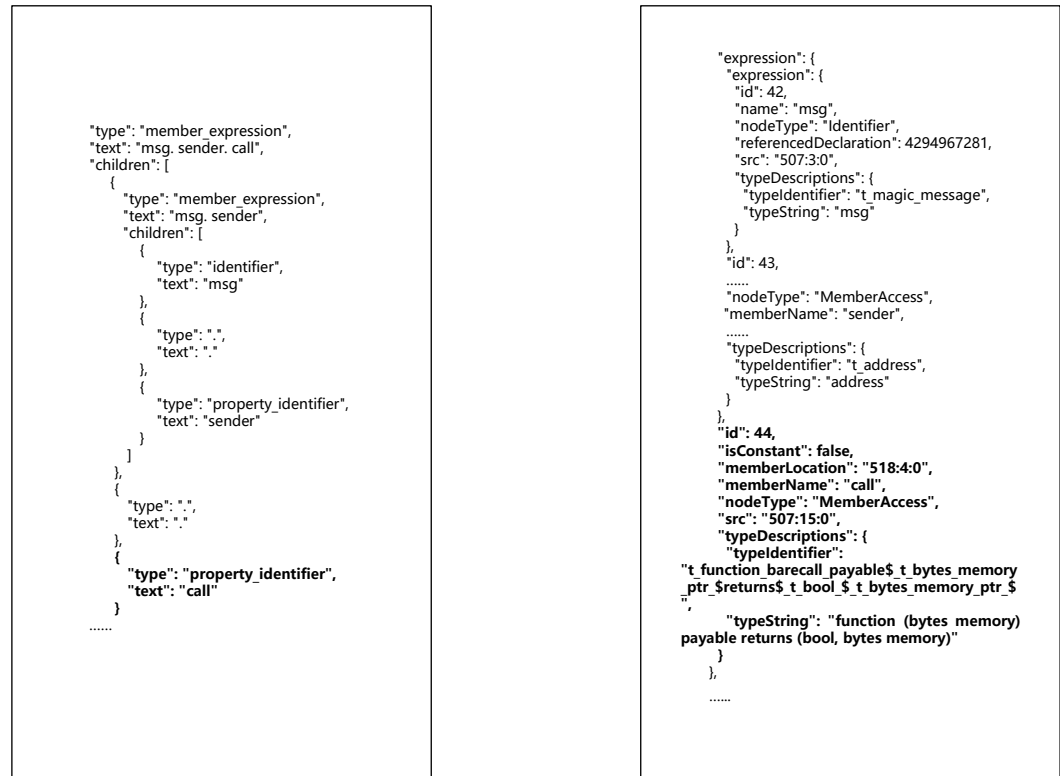 "type": "member_expression",
"text": "msg. sender. call",
"children": [
{
"type": "member_expression",
"text": "msg. sender",
"children": [
{
"type": "identifier",
"text": "msg"
},
{
"type": ".",
"text": "."
},
{
"type": "property_identifier",
"text": "sender"
}
]
},
{
"type": ".",
"text": "."
},
{
"type": "property_identifier",
"text": "call"
}
......
"expression": {
"expression": {
"id": 42,
"name": "msg",
"nodeType": "Identifier",
"referencedDeclaration": 4294967281,
"src": "507:3:0",
"typeDescriptions": {
"typeIdentifier": "t_magic_message",
"typeString": "msg"
}
},
"id": 43,
......
"nodeType": "MemberAccess",
"memberName": "sender",
......
"typeDescriptions": {
"typeIdentifier": "t_address",
"typeString": "address"
}
},
"id": 44,
"isConstant": false,
"memberLocation": "518:4:0",
"memberName": "call",
"nodeType": "MemberAccess",
"src": "507:15:0",
"typeDescriptions": {
"typeIdentifier":
"t_function_barecall_payable$_t_bytes_memory
_ptr_$returns$_t_bool_$_t_bytes_memory_ptr_$
",
"typeString": "function (bytes memory)
payable returns (bool, bytes memory)"
}
},
......